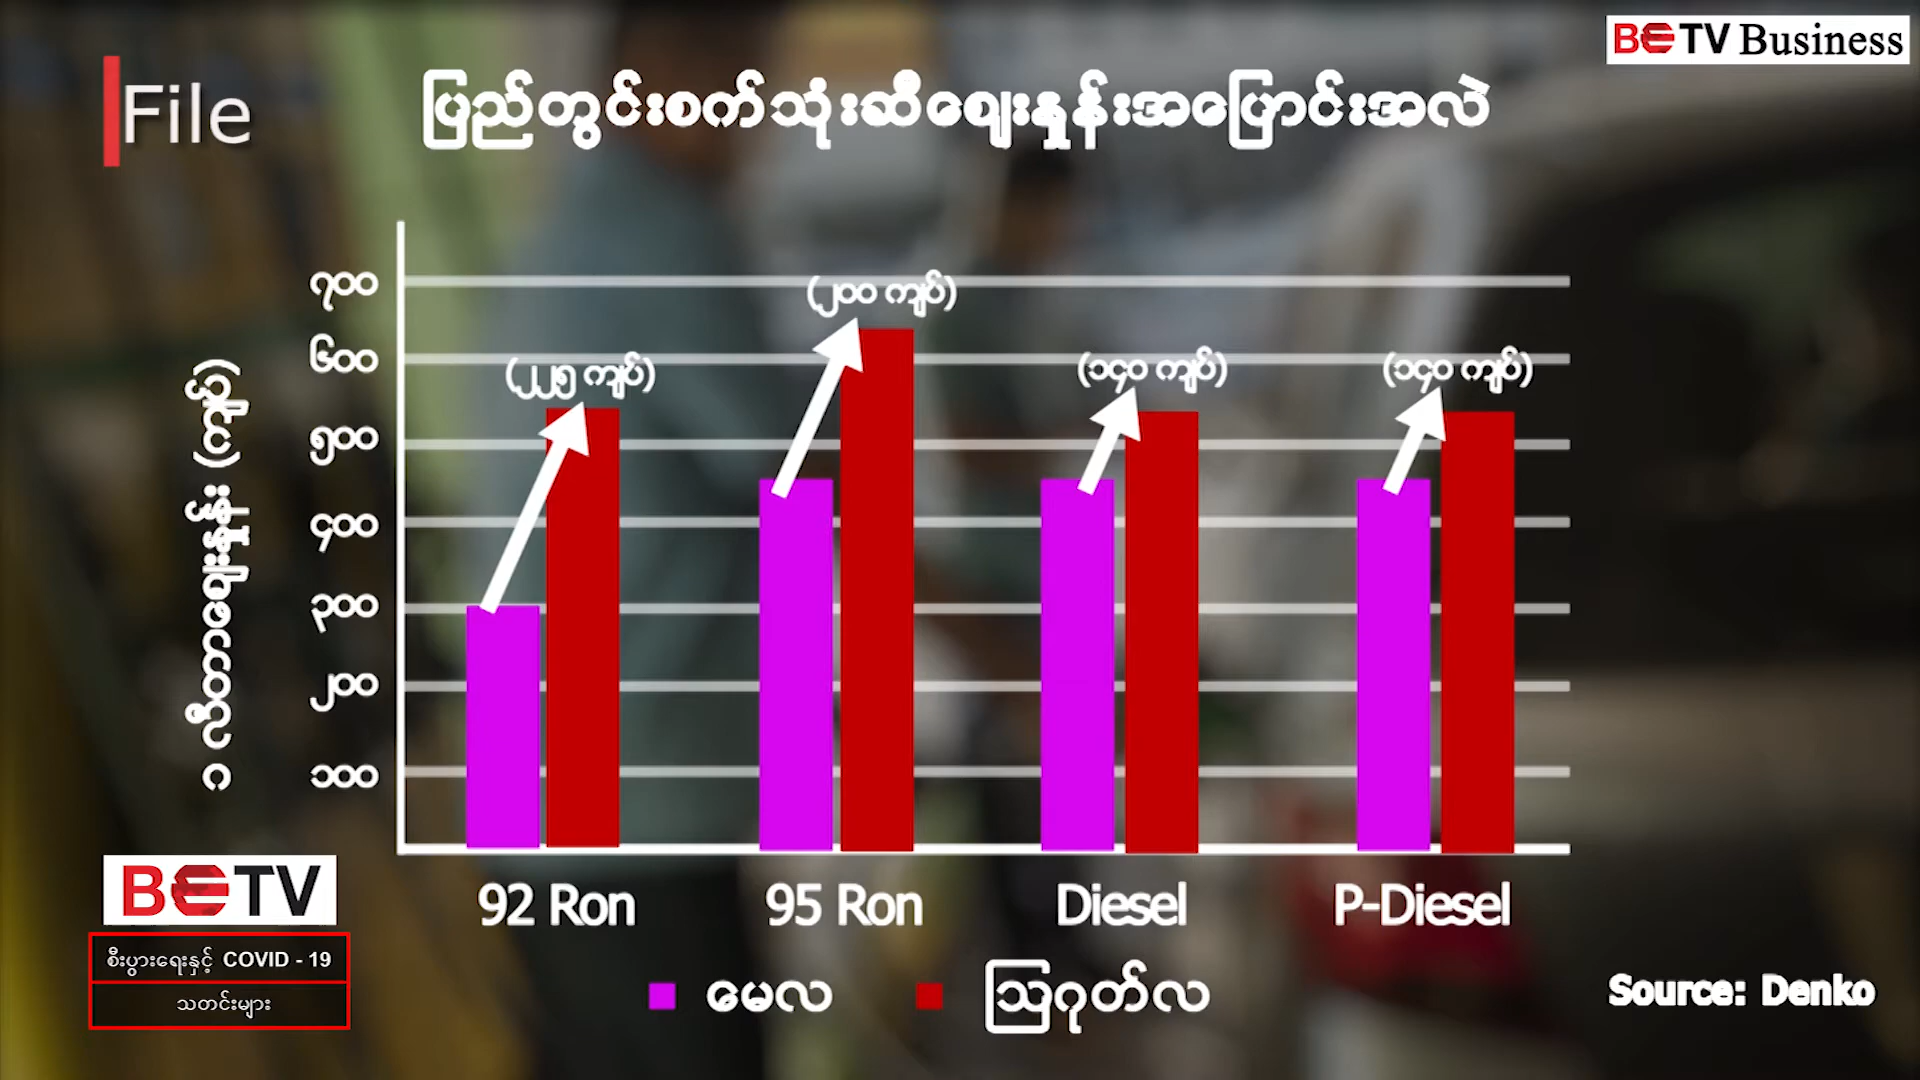 BETV Business
File
ပြည်တွင်းစက်သုံးဆီဈေးနှုန်းအပြောင်းအလဲ
၁ လီတာဈေးနှုန်း (ကျပ်)
၇၀၀
၆၀၀
၅၀၀
၄၀၀
၃၀၀
၂၀၀
၁၀၀
(၂၂၅ ကျပ်)
(၂၀၀ ကျပ်)
(၁၄၀ ကျပ်)
(၁၄၀ ကျပ်)
92 Ron
95 Ron
Diesel
P-Diesel
မေလ
ဩဂုတ်လ
BETV
စီးပွားရေးနှင့် COVID - 19
သတင်းများ
Source: Denko